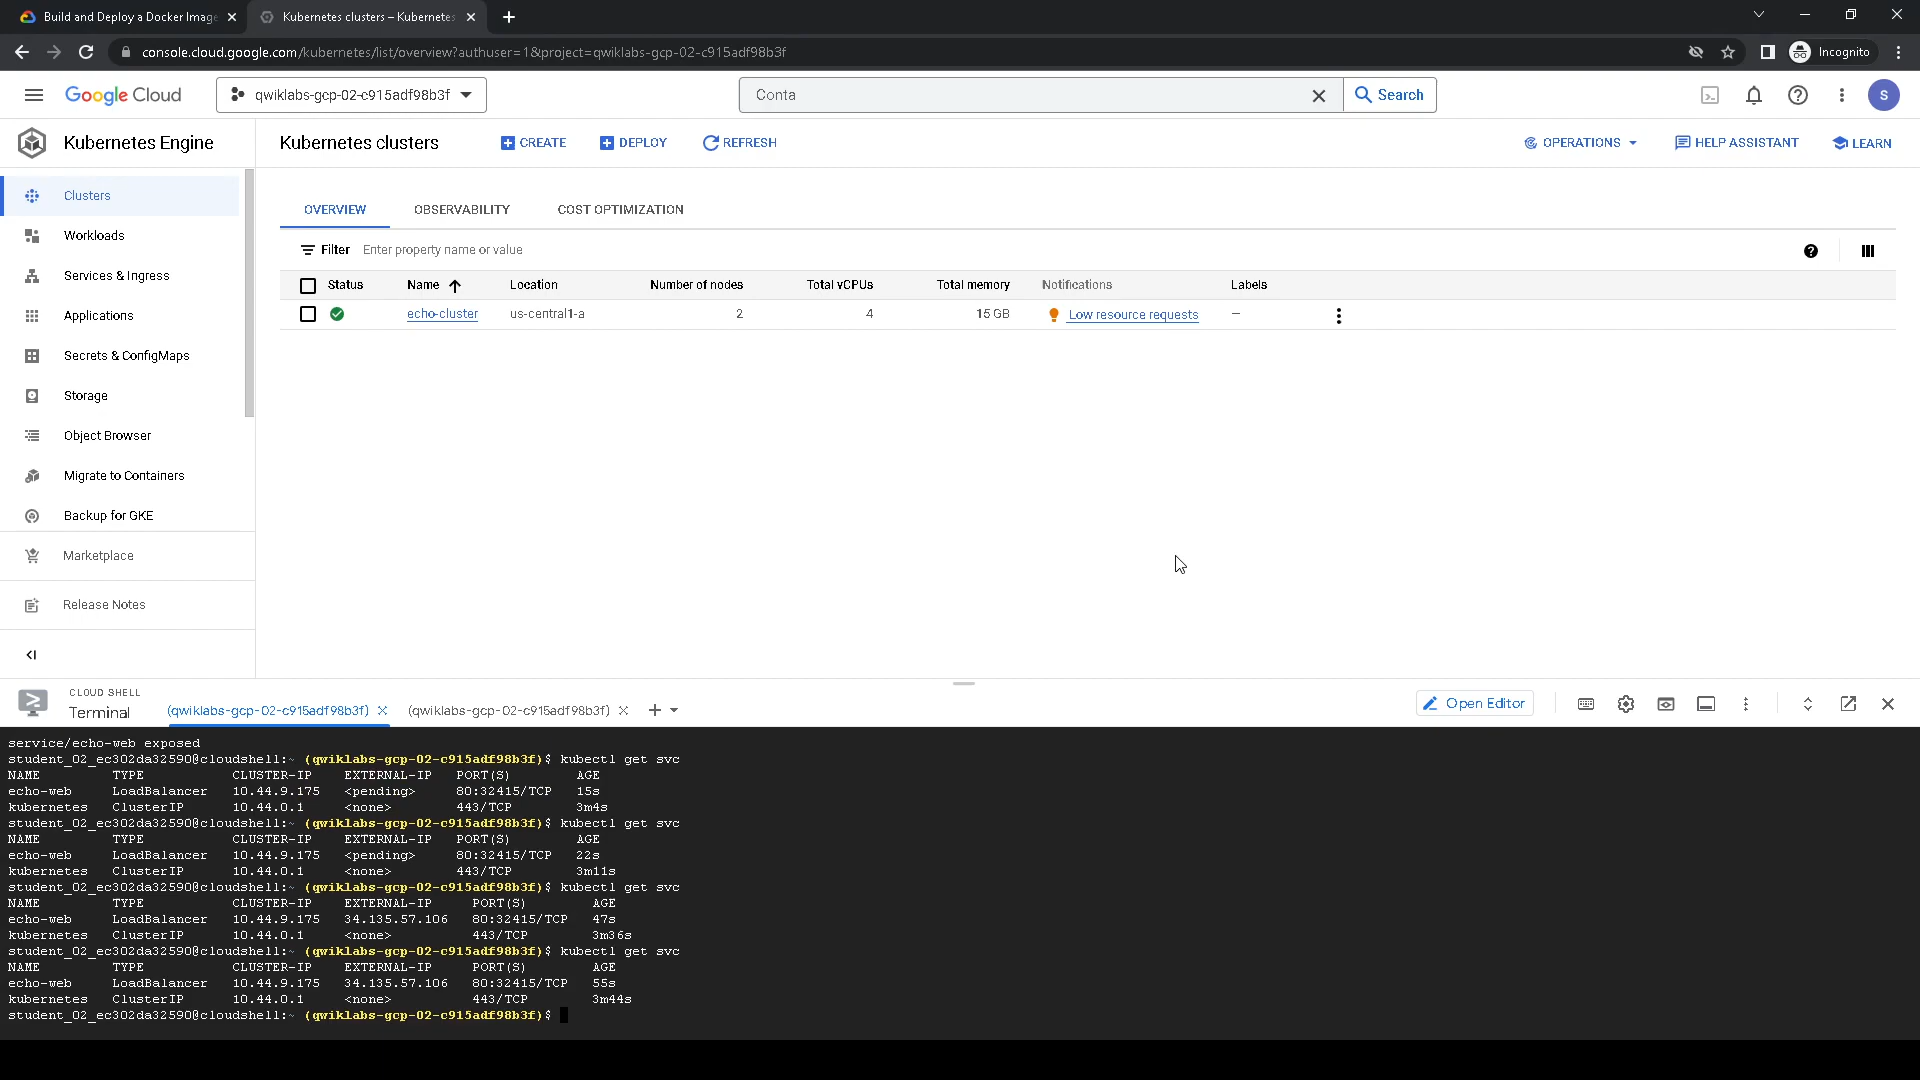 Build and Deploy a Docker Image
Kubernetes clusters – Kubernetes
console.cloud.google.com/kubernetes/list/overview?authuser=1&project=qwiklabs-gcp-02-c915adf98b3f
Incognito
Google Cloud
qwiklabs-gcp-02-c915adf98b3f
Conta
Search
S
Kubernetes Engine
Kubernetes clusters
CREATE
DEPLOY
REFRESH
OPERATIONS
HELP ASSISTANT
LEARN
Clusters
Workloads
Services & Ingress
Applications
Secrets & ConfigMaps
Storage
Object Browser
Migrate to Containers
Backup for GKE
Marketplace
Release Notes
OVERVIEW OBSERVABILITY COST OPTIMIZATION
Filter Enter property name or value
Status Name Location Number of nodes Total vCPUs Total memory Notifications Labels
echo-cluster us-central1-a 2 4 15 GB Low resource requests –
CLOUD SHELL
Terminal
(qwiklabs-gcp-02-c915adf98b3f)
(qwiklabs-gcp-02-c915adf98b3f)
Open Editor
service/echo-web exposed
student_02_ec302da32590@cloudshell:~ (qwiklabs-gcp-02-c915adf98b3f)$ kubectl get svc
NAME TYPE CLUSTER-IP EXTERNAL-IP PORT(S) AGE
echo-web LoadBalancer 10.44.9.175 <pending> 80:32415/TCP 15s
kubernetes ClusterIP 10.44.0.1 <none> 443/TCP 3m4s
student_02_ec302da32590@cloudshell:~ (qwiklabs-gcp-02-c915adf98b3f)$ kubectl get svc
NAME TYPE CLUSTER-IP EXTERNAL-IP PORT(S) AGE
echo-web LoadBalancer 10.44.9.175 <pending> 80:32415/TCP 22s
kubernetes ClusterIP 10.44.0.1 <none> 443/TCP 3m11s
student_02_ec302da32590@cloudshell:~ (qwiklabs-gcp-02-c915adf98b3f)$ kubectl get svc
NAME TYPE CLUSTER-IP EXTERNAL-IP PORT(S) AGE
echo-web LoadBalancer 10.44.9.175 34.135.57.106 80:32415/TCP 47s
kubernetes ClusterIP 10.44.0.1 <none> 443/TCP 3m36s
student_02_ec302da32590@cloudshell:~ (qwiklabs-gcp-02-c915adf98b3f)$ kubectl get svc
NAME TYPE CLUSTER-IP EXTERNAL-IP PORT(S) AGE
echo-web LoadBalancer 10.44.9.175 34.135.57.106 80:32415/TCP 55s
kubernetes ClusterIP 10.44.0.1 <none> 443/TCP 3m44s
student_02_ec302da32590@cloudshell:~ (qwiklabs-gcp-02-c915adf98b3f)$